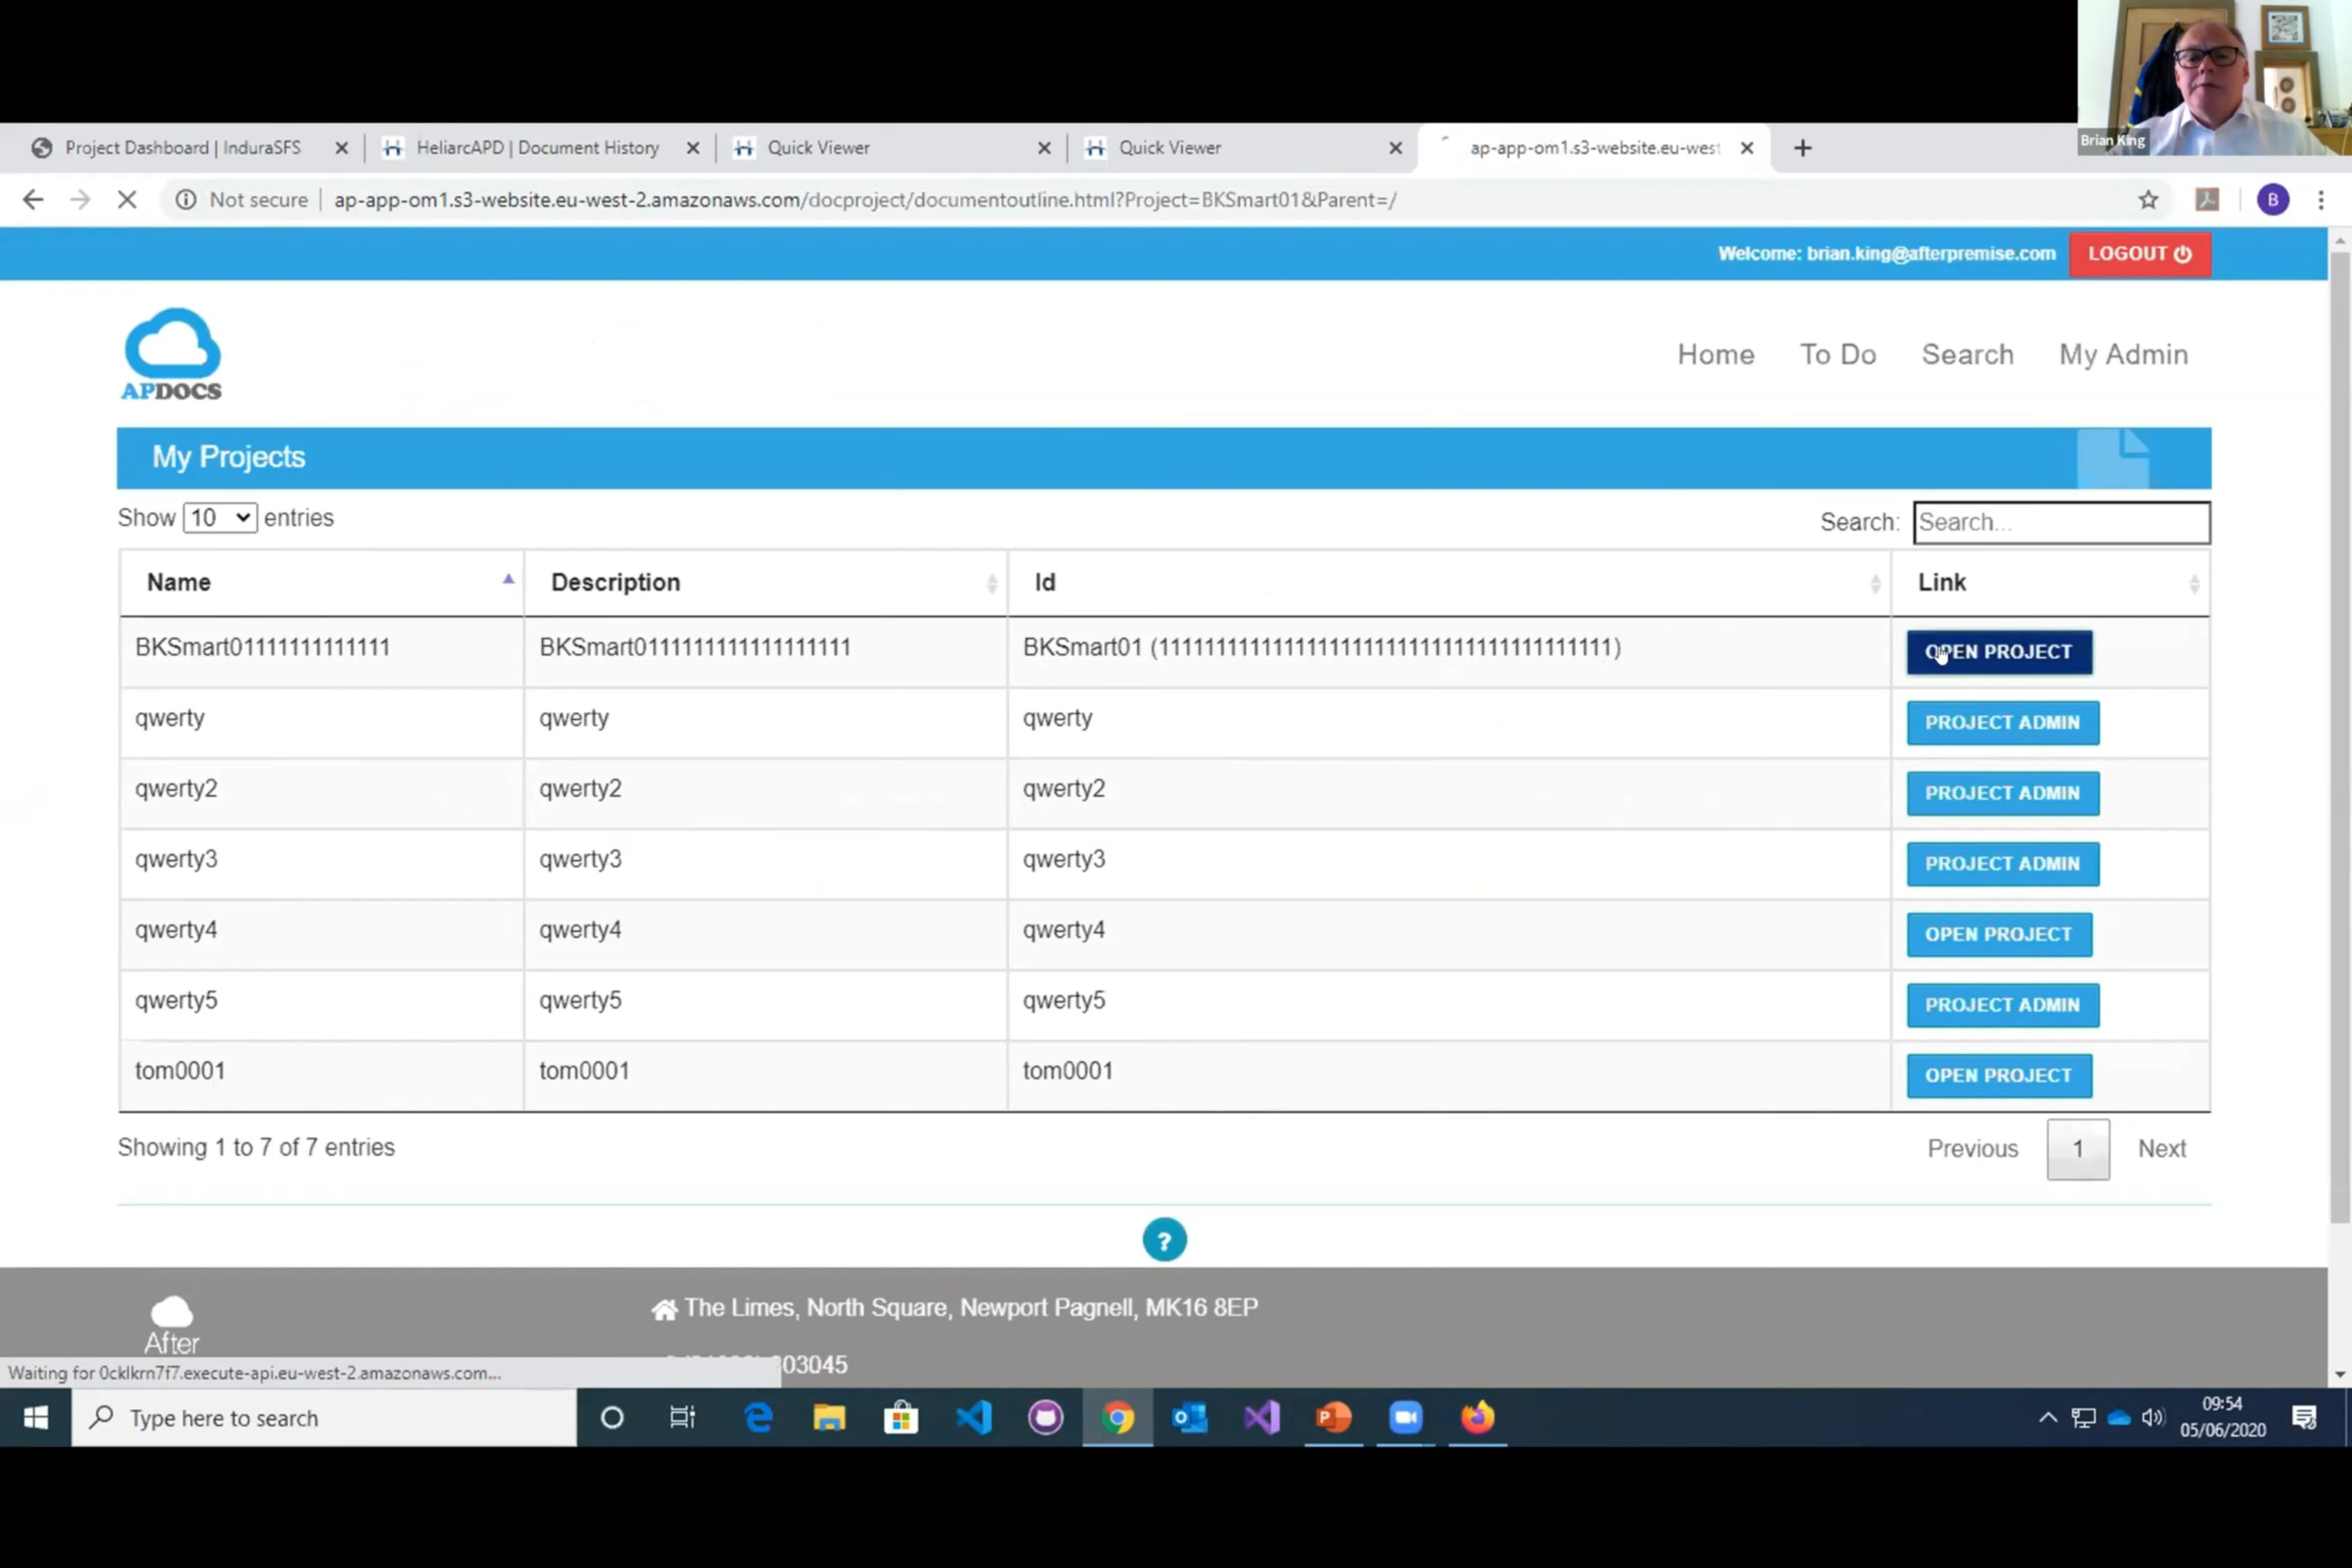 Brian King
Project Dashboard | InduraSFS
HeliarcAPD | Document History
Quick Viewer
Quick Viewer
ap-app-om1.s3-website.eu-west
Not secure
ap-app-om1.s3-website.eu-west-2.amazonaws.com/docproject/documentoutline.html?Project=BKSmart01&Parent=/
B
Welcome: brian.king@afterpremise.com
LOGOUT
APDOCS
Home To Do Search My Admin
My Projects
Show 10 entries
Search: Search...
Name Description Id Link
BKSmart01111111111111 BKSmart0111111111111111111 BKSmart01 (1111111111111111111111111111111111111111) OPEN PROJECT
qwerty qwerty qwerty PROJECT ADMIN
qwerty2 qwerty2 qwerty2 PROJECT ADMIN
qwerty3 qwerty3 qwerty3 PROJECT ADMIN
qwerty4 qwerty4 qwerty4 OPEN PROJECT
qwerty5 qwerty5 qwerty5 PROJECT ADMIN
tom0001 tom0001 tom0001 OPEN PROJECT
Showing 1 to 7 of 7 entries
Previous 1 Next
?
The Limes, North Square, Newport Pagnell, MK16 8EP
After
03045
Waiting for 0cklkrn7f7.execute-api.eu-west-2.amazonaws.com...
Type here to search
09:54
05/06/2020